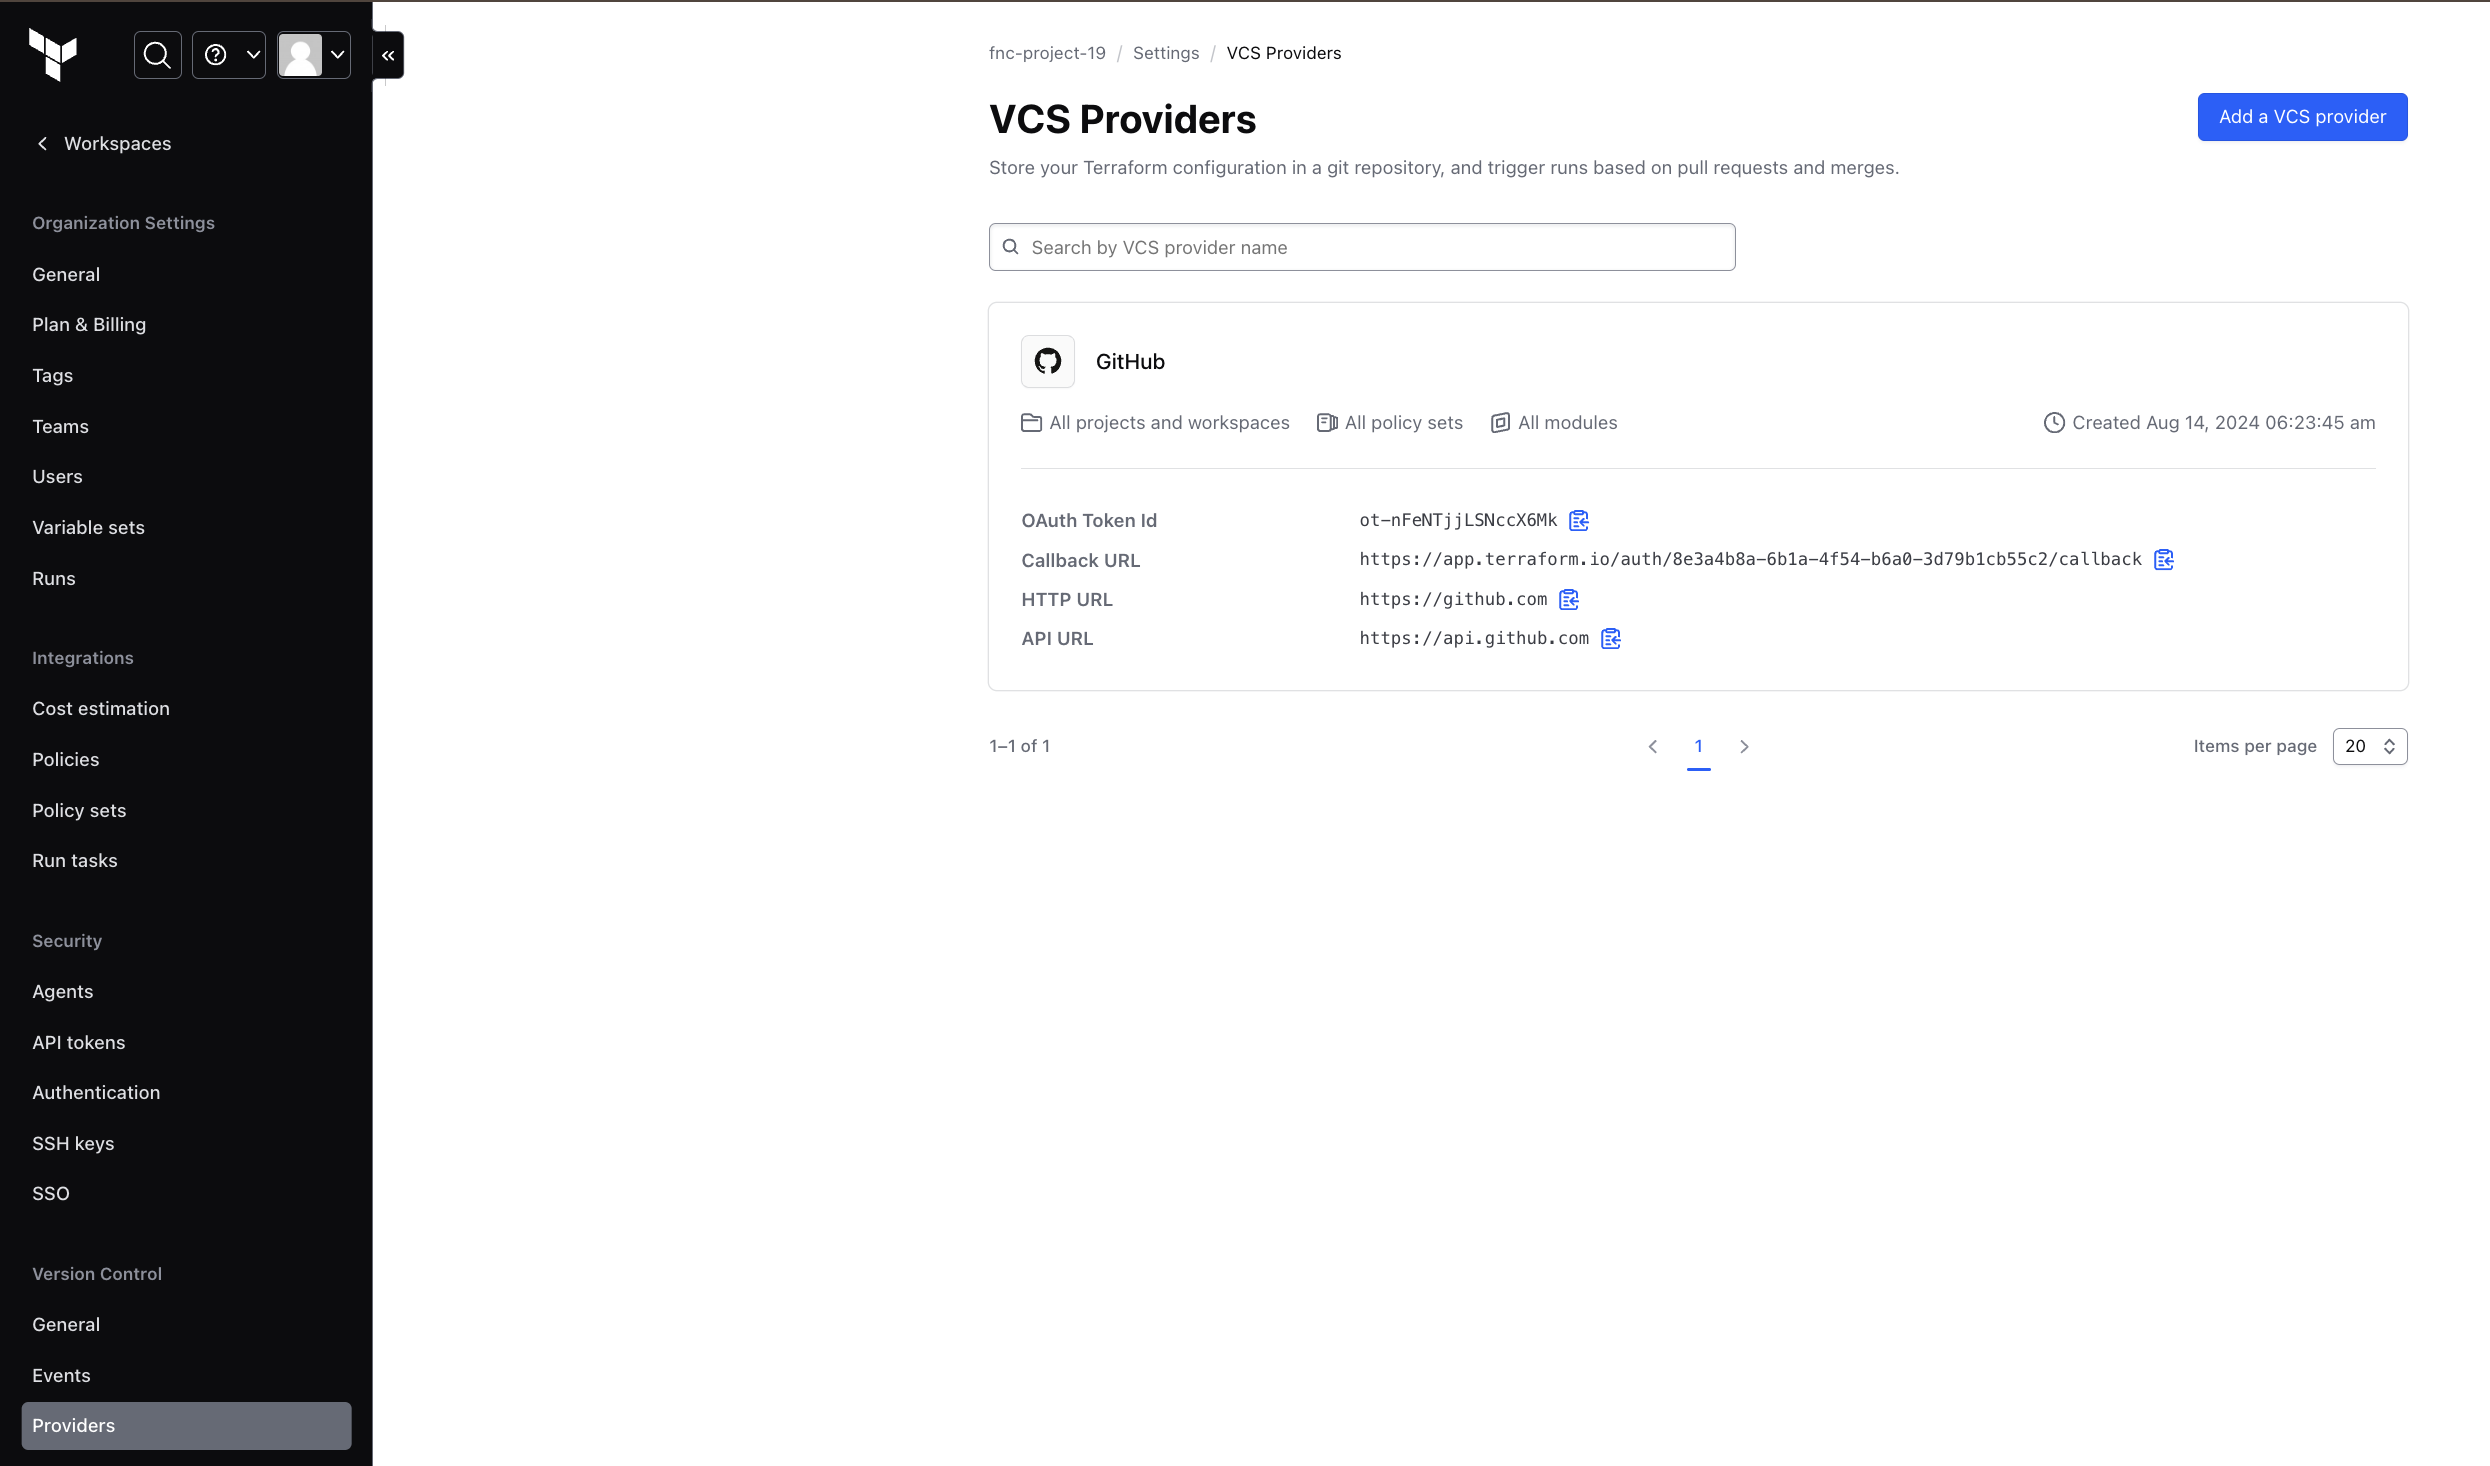 Workspaces
Organization Settings
General
Plan & Billing
Tags
Teams
Users
Variable sets
Runs
Integrations
Cost estimation
Policies
Policy sets
Run tasks
Security
Agents
API tokens
Authentication
SSH keys
SSO
Version Control
General
Events
Providers
fnc-project-19 / Settings / VCS Providers
VCS Providers
Add a VCS provider
Store your Terraform configuration in a git repository, and trigger runs based on pull requests and merges.
Search by VCS provider name
GitHub
All projects and workspaces All policy sets All modules Created Aug 14, 2024 06:23:45 am
OAuth Token Id ot-nFeNTjjLSNccX6Mk
Callback URL https://app.terraform.io/auth/8e3a4b8a-6b1a-4f54-b6a0-3d79b1cb55c2/callback
HTTP URL https://github.com
API URL https://api.github.com
1–1 of 1 1 Items per page 20